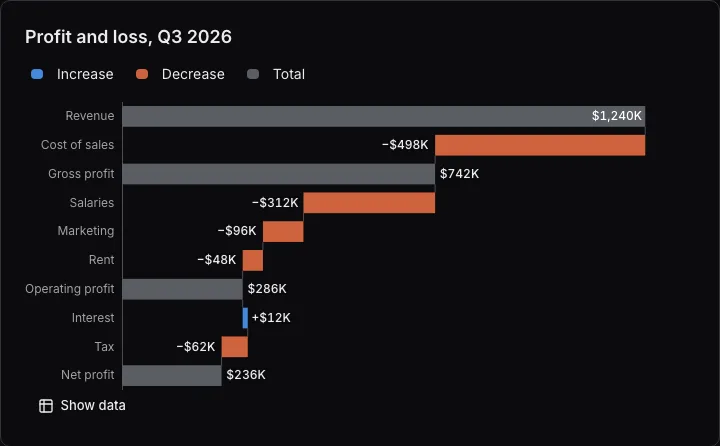 Profit and loss, Q3 2026
Increase Decrease Total
Revenue $1,240K
Cost of sales −$498K
Gross profit $742K
Salaries −$312K
Marketing −$96K
Rent −$48K
Operating profit $286K
Interest +$12K
Tax −$62K
Net profit $236K
Show data